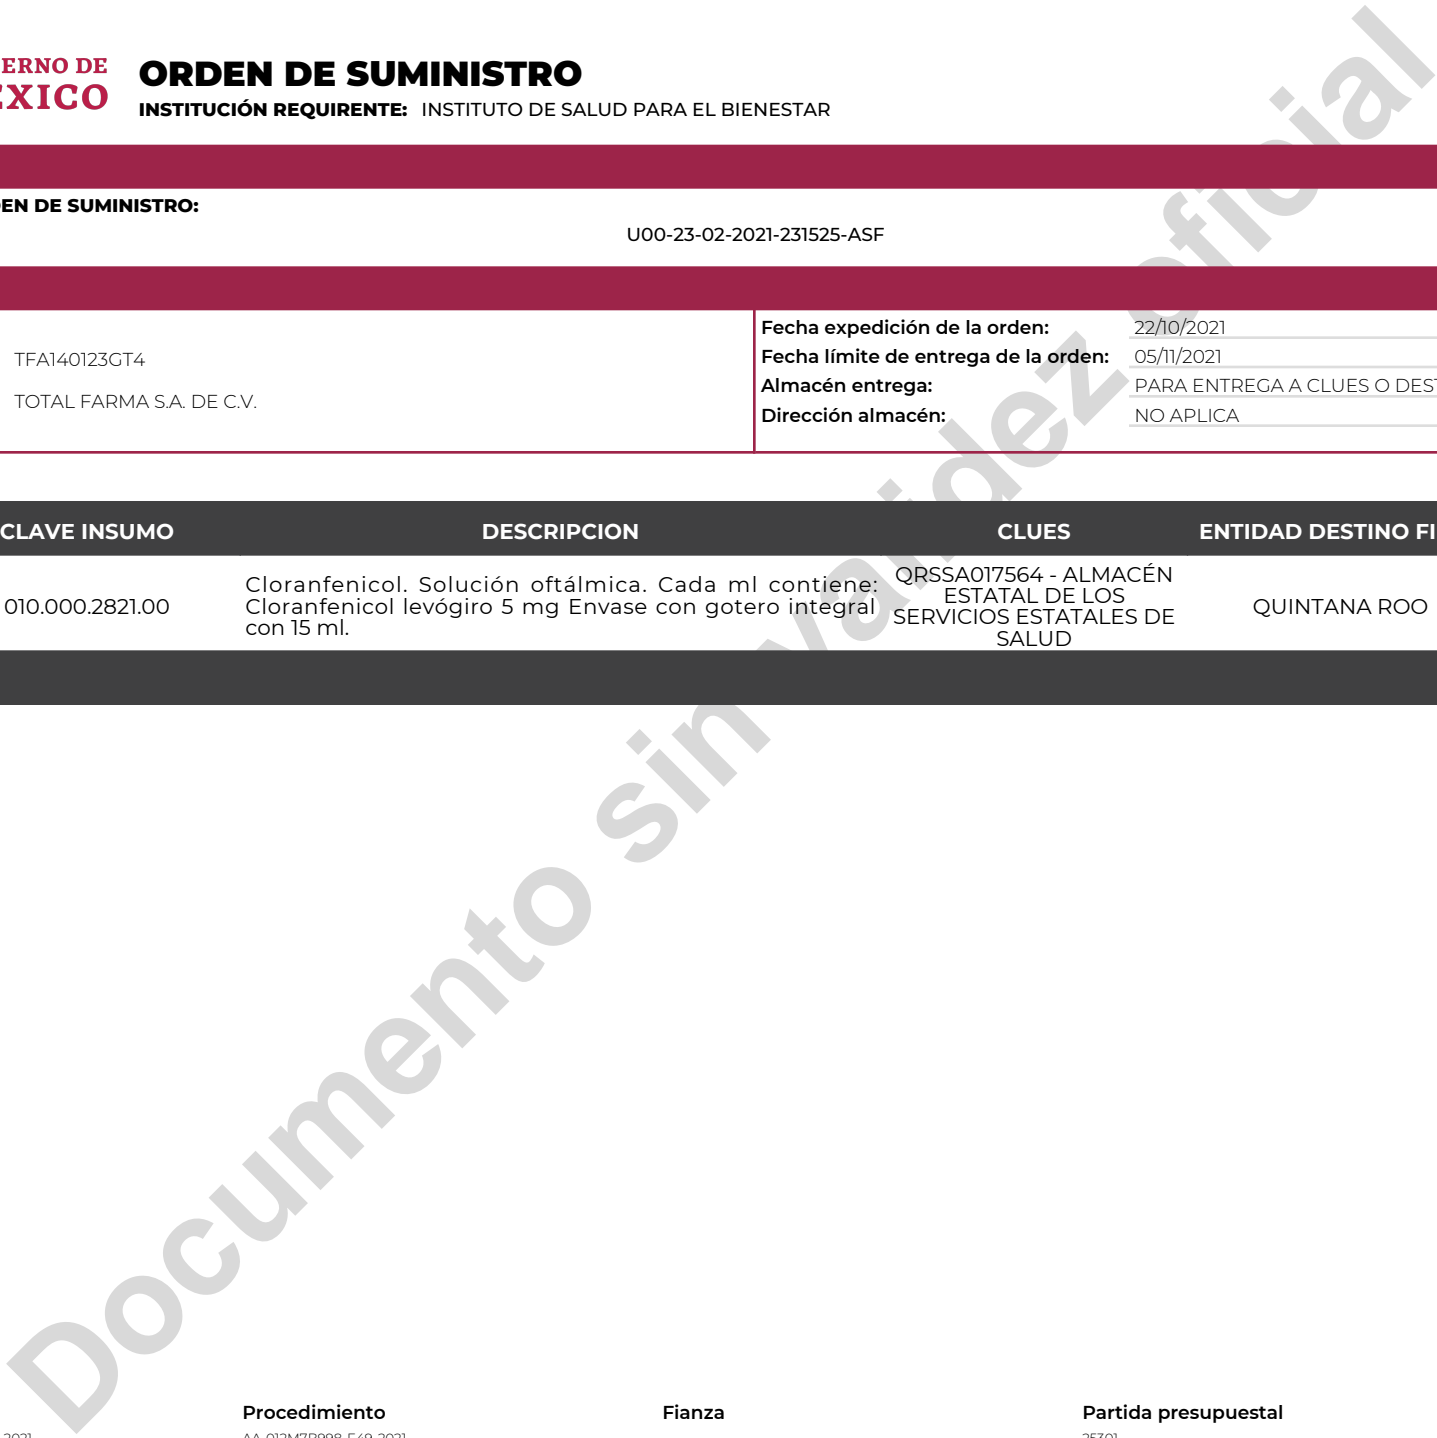 ERNO DE
ÉXICO
ORDEN DE SUMINISTRO
INSTITUCIÓN REQUIRENTE: INSTITUTO DE SALUD PARA EL BIENESTAR
EN DE SUMINISTRO:
U00-23-02-2021-231525-ASF
TFA140123GT4
TOTAL FARMA S.A. DE C.V.
Fecha expedición de la orden: 22/10/2021
Fecha límite de entrega de la orden: 05/11/2021
Almacén entrega: PARA ENTREGA A CLUES O DEST
Dirección almacén: NO APLICA
CLAVE INSUMO DESCRIPCION CLUES ENTIDAD DESTINO FI
010.000.2821.00
Cloranfenicol. Solución oftálmica. Cada ml contiene:
Cloranfenicol levógiro 5 mg Envase con gotero integral
con 15 ml.
QRSSA017564 - ALMACÉN
ESTATAL DE LOS
SERVICIOS ESTATALES DE
SALUD
QUINTANA ROO
Documento sin validez oficial
Procedimiento Fianza Partida presupuestal